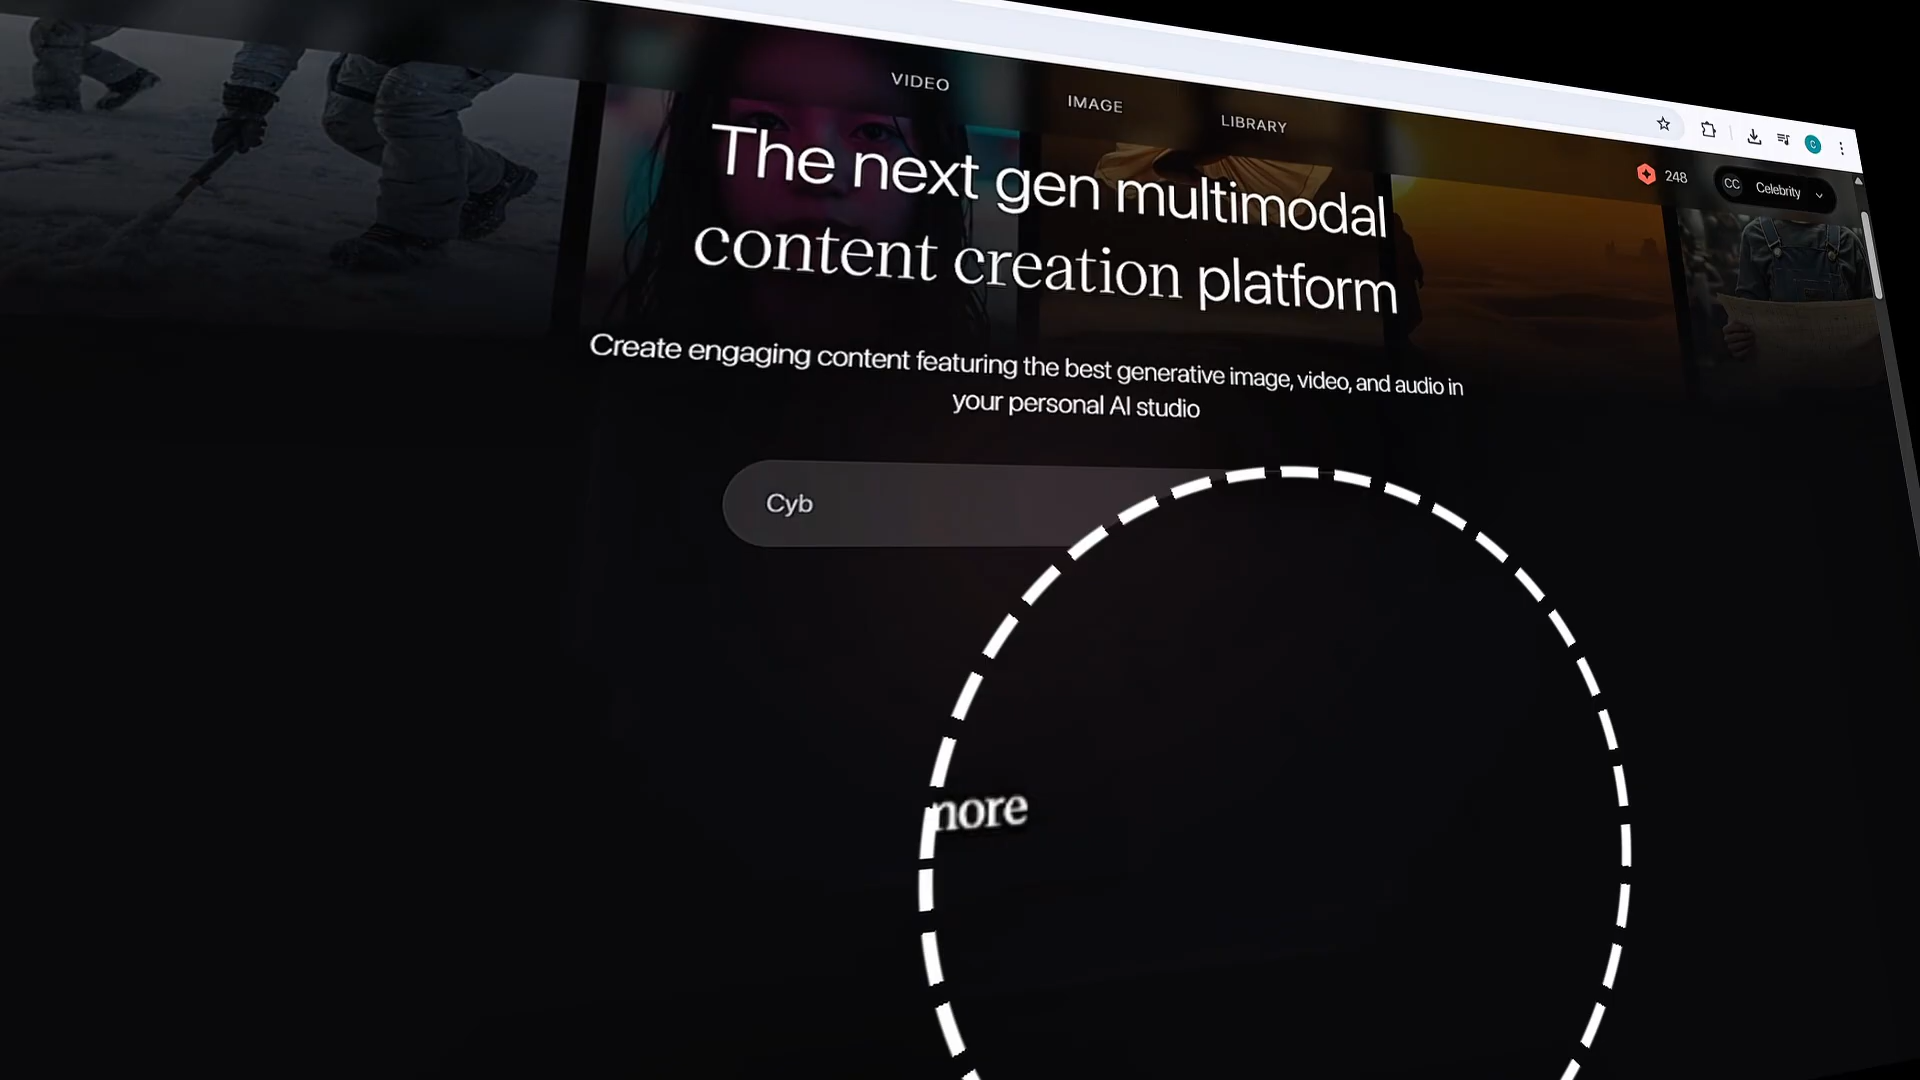 VIDEO
IMAGE
LIBRARY
248
CC Celebrity
C
The next gen multimodal
content creation platform
Create engaging content featuring the best generative image, video, and audio in
your personal AI studio
Cyb
more